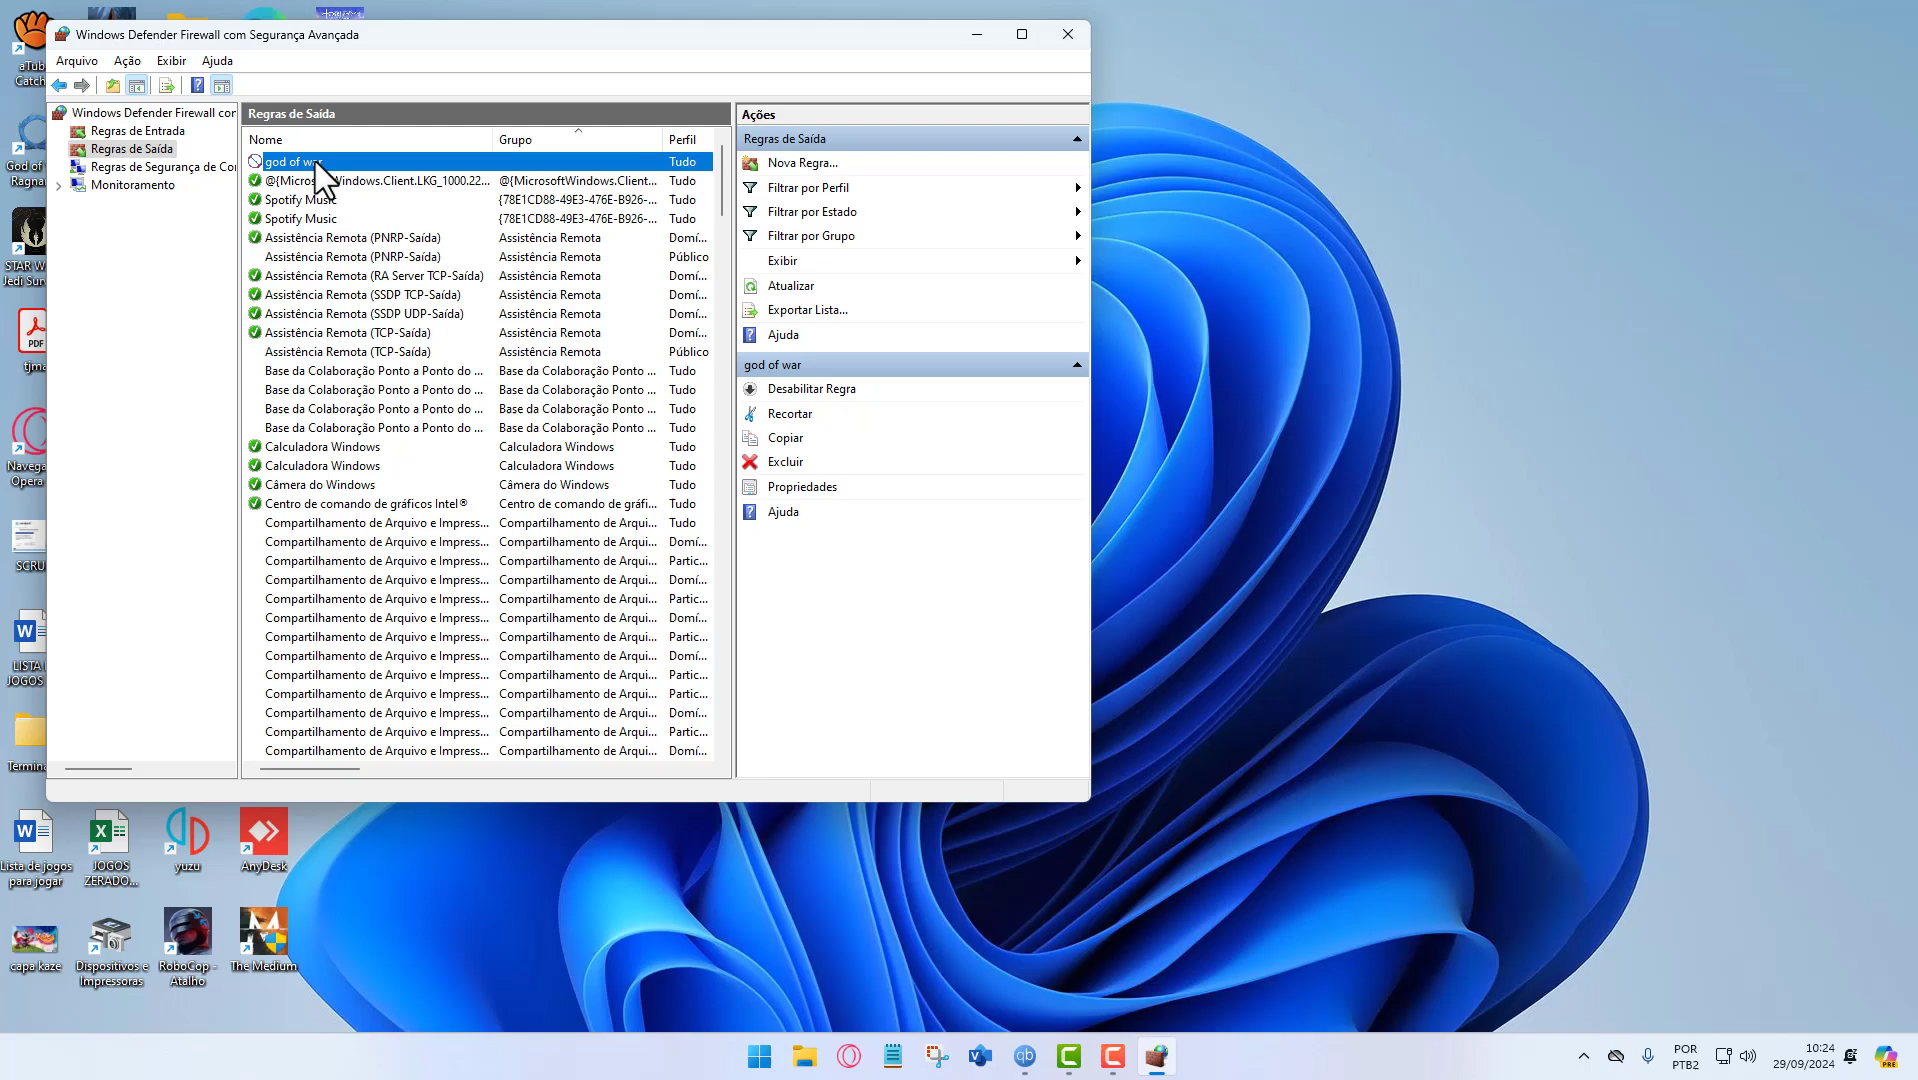 Windows Defender Firewall com Segurança Avançada
Arquivo Ação Exibir Ajuda
Windows Defender Firewall cor
Regras de Entrada
Regras de Saída
Regras de Segurança de Co
Monitoramento
Regras de Saída
Nome Grupo Perfil
god of war Tudo
@{Micros Windows.Client.LKG_1000.22... @{MicrosoftWindows.Client... Tudo
Spotify Music {78E1CD88-49E3-476E-B926-... Tudo
Spotify Music {78E1CD88-49E3-476E-B926-... Tudo
Assistência Remota (PNRP-Saída) Assistência Remota Domí...
Assistência Remota (PNRP-Saída) Assistência Remota Público
Assistência Remota (RA Server TCP-Saída) Assistência Remota Domí...
Assistência Remota (SSDP TCP-Saída) Assistência Remota Domí...
Assistência Remota (SSDP UDP-Saída) Assistência Remota Domí...
Assistência Remota (TCP-Saída) Assistência Remota Domí...
Assistência Remota (TCP-Saída) Assistência Remota Público
Base da Colaboração Ponto a Ponto do ... Base da Colaboração Ponto ... Tudo
Base da Colaboração Ponto a Ponto do ... Base da Colaboração Ponto ... Tudo
Base da Colaboração Ponto a Ponto do ... Base da Colaboração Ponto ... Tudo
Base da Colaboração Ponto a Ponto do ... Base da Colaboração Ponto ... Tudo
Calculadora Windows Calculadora Windows Tudo
Calculadora Windows Calculadora Windows Tudo
Câmera do Windows Câmera do Windows Tudo
Centro de comando de gráficos Intel® Centro de comando de gráfi... Tudo
Compartilhamento de Arquivo e Impress... Compartilhamento de Arqui... Tudo
Compartilhamento de Arquivo e Impress... Compartilhamento de Arqui... Domí...
Compartilhamento de Arquivo e Impress... Compartilhamento de Arqui... Partic...
Compartilhamento de Arquivo e Impress... Compartilhamento de Arqui... Domí...
Compartilhamento de Arquivo e Impress... Compartilhamento de Arqui... Partic...
Compartilhamento de Arquivo e Impress... Compartilhamento de Arqui... Domí...
Compartilhamento de Arquivo e Impress... Compartilhamento de Arqui... Partic...
Compartilhamento de Arquivo e Impress... Compartilhamento de Arqui... Domí...
Compartilhamento de Arquivo e Impress... Compartilhamento de Arqui... Partic...
Compartilhamento de Arquivo e Impress... Compartilhamento de Arqui... Partic...
Compartilhamento de Arquivo e Impress... Compartilhamento de Arqui... Domí...
Compartilhamento de Arquivo e Impress... Compartilhamento de Arqui... Partic...
Compartilhamento de Arquivo e Impress... Compartilhamento de Arqui... Domí...
Ações
Regras de Saída
Nova Regra...
Filtrar por Perfil
Filtrar por Estado
Filtrar por Grupo
Exibir
Atualizar
Exportar Lista...
Ajuda
god of war
Desabilitar Regra
Recortar
Copiar
Excluir
Propriedades
Ajuda
aTub
Catch
God of
Ragnar
STAR W
Jedi Surv
PDF
tjma
Navega
Opera
SCRU
LISTA
JOGOS
Termina
Lista de jogos
para jogar
JOGOS
ZERADO...
yuzu
AnyDesk
capa kaze
Dispositivos e
Impressoras
RoboCop -
Atalho
The Medium
POR
PTB2
10:24
29/09/2024
PRE